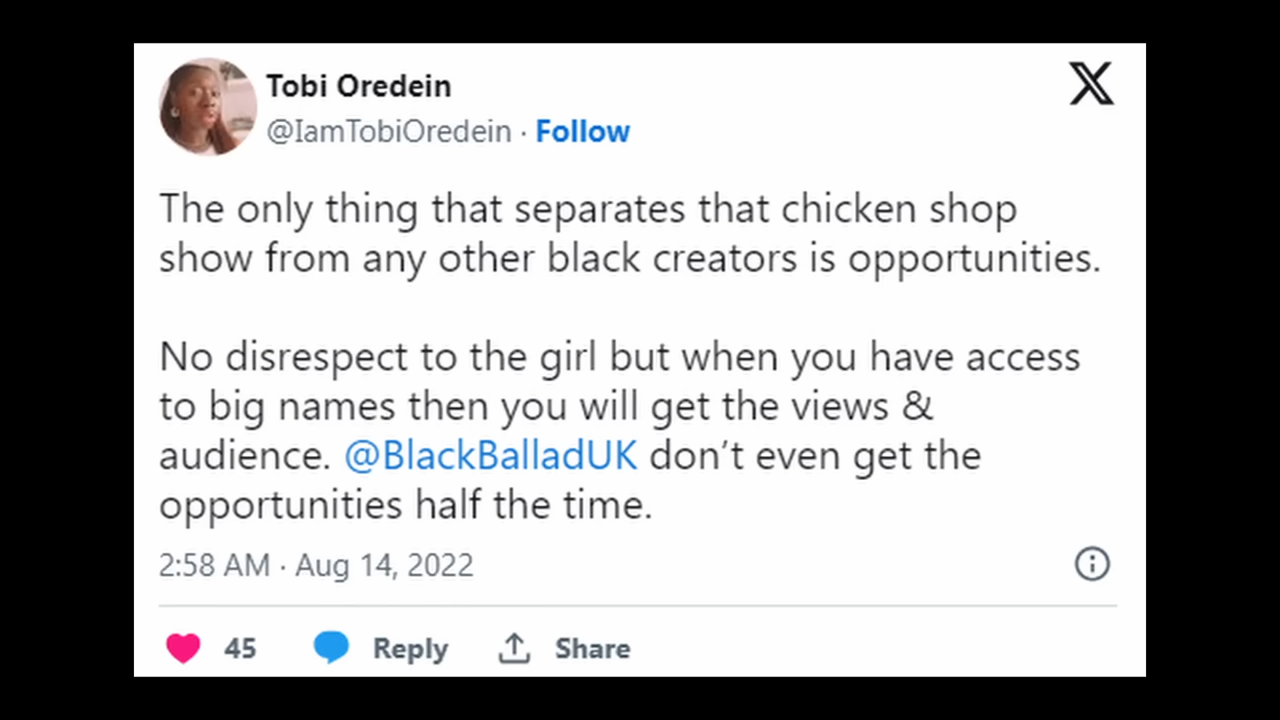 Tobi Oredein
@IamTobiOredein · Follow
The only thing that separates that chicken shop
show from any other black creators is opportunities.
No disrespect to the girl but when you have access
to big names then you will get the views &
audience. @BlackBalladUK don’t even get the
opportunities half the time.
2:58 AM · Aug 14, 2022
45 Reply Share